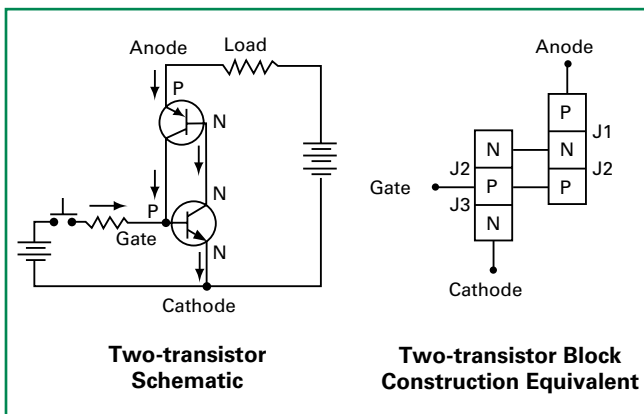 Anode
Load
P
N
N
P
Gate
N
Cathode
Two-transistor
Schematic
Anode
P
J1
N
N
J2
J2
Gate
P
P
J3
N
Cathode
Two-transistor Block
Construction Equivalent